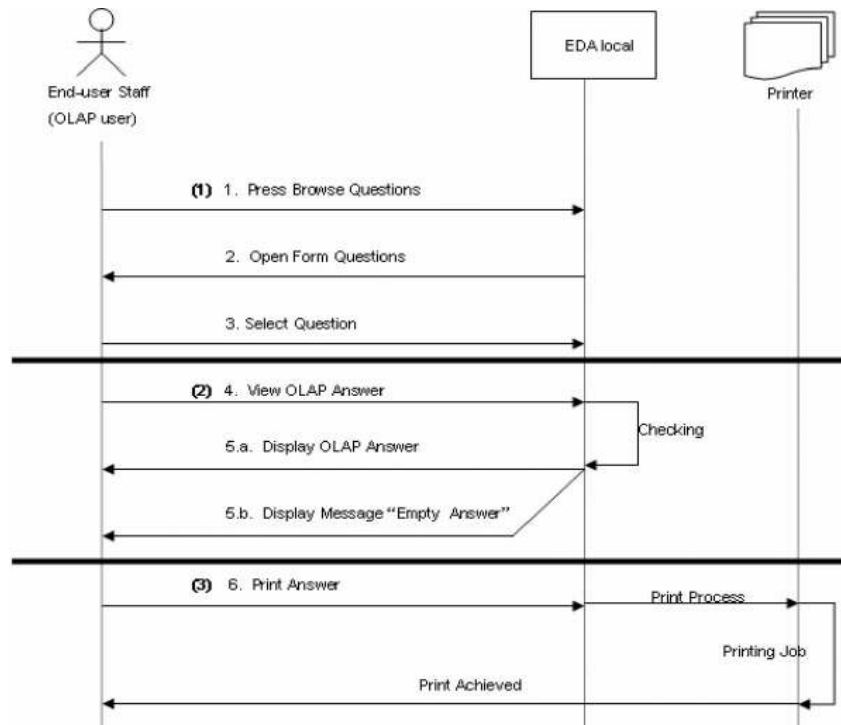 EDA local
End-user Staff
(OLAP user)
Printer
(1) 1. Press Browse Questions
2. Open Form Questions
3. Select Question
(2) 4. View OLAP Answer
Checking
5.a. Display OLAP Answer
5.b. Display Message “Empty Answer”
(3) 6. Print Answer
Print Process
Printing Job
Print Achieved